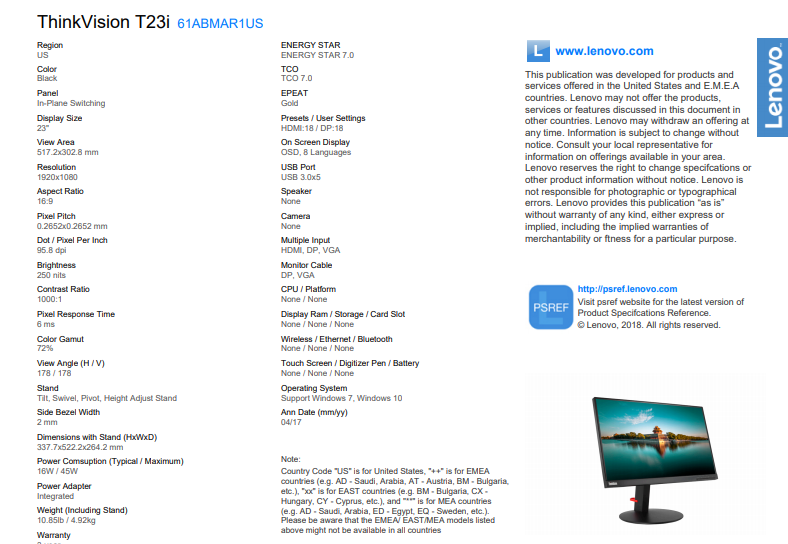 ThinkVision T23i 61ABMAR1US
Region
US
Color
Black
Panel
In-Plane Switching
Display Size
23"
View Area
517.2x302.8 mm
Resolution
1920x1080
Aspect Ratio
16:9
Pixel Pitch
0.2652x0.2652 mm
Dot / Pixel Per Inch
95.8 dpi
Brightness
250 nits
Contrast Ratio
1000:1
Pixel Response Time
6 ms
Color Gamut
72%
View Angle (H / V)
178 / 178
Stand
Tilt, Swivel, Pivot, Height Adjust Stand
Side Bezel Width
2 mm
Dimensions with Stand (HxWxD)
337.7x522.2x264.2 mm
Power Comsuption (Typical / Maximum)
16W / 45W
Power Adapter
Integrated
Weight (Including Stand)
10.85lb / 4.92kg
Warranty
ENERGY STAR
ENERGY STAR 7.0
TCO
TCO 7.0
EPEAT
Gold
Presets / User Settings
HDMI:18 / DP:18
On Screen Display
OSD, 8 Languages
USB Port
USB 3.0x5
Speaker
None
Camera
None
Multiple Input
HDMI, DP, VGA
Monitor Cable
DP, VGA
CPU / Platform
None / None
Display Ram / Storage / Card Slot
None / None / None
Wireless / Ethernet / Bluetooth
None / None / None
Touch Screen / Digitizer Pen / Battery
None / None / None
Operating System
Support Windows 7, Windows 10
Ann Date (mm/yy)
04/17
Note:
Country Code "US" is for United States, "++" is for EMEA
countries (e.g. AD - Saudi, Arabia, AT - Austria, BM - Bulgaria,
etc.), "xx" is for EAST countries (e.g. BM - Bulgaria, CX -
Hungary, CY - Cyprus, etc.), and "**" is for MEA countries
(e.g. AD - Saudi, Arabia, ED - Egypt, EQ - Sweden, etc.).
Please be aware that the EMEA/ EAST/MEA models listed
above might not be available in all countries
L www.lenovo.com
This publication was developed for products and
services offered in the United States and E.M.E.A
countries. Lenovo may not offer the products,
services or features discussed in this document in
other countries. Lenovo may withdraw an offering at
any time. Information is subject to change without
notice. Consult your local representative for
information on offerings available in your area.
Lenovo reserves the right to change specifcations or
other product information without notice. Lenovo is
not responsible for photographic or typographical
errors. Lenovo provides this publication “as is”
without warranty of any kind, either express or
implied, including the implied warranties of
merchantability or ftness for a particular purpose.
Lenovo
L
PSREF
http://psref.lenovo.com
Visit psref website for the latest version of
Product Specifcations Reference.
© Lenovo, 2018. All rights reserved.